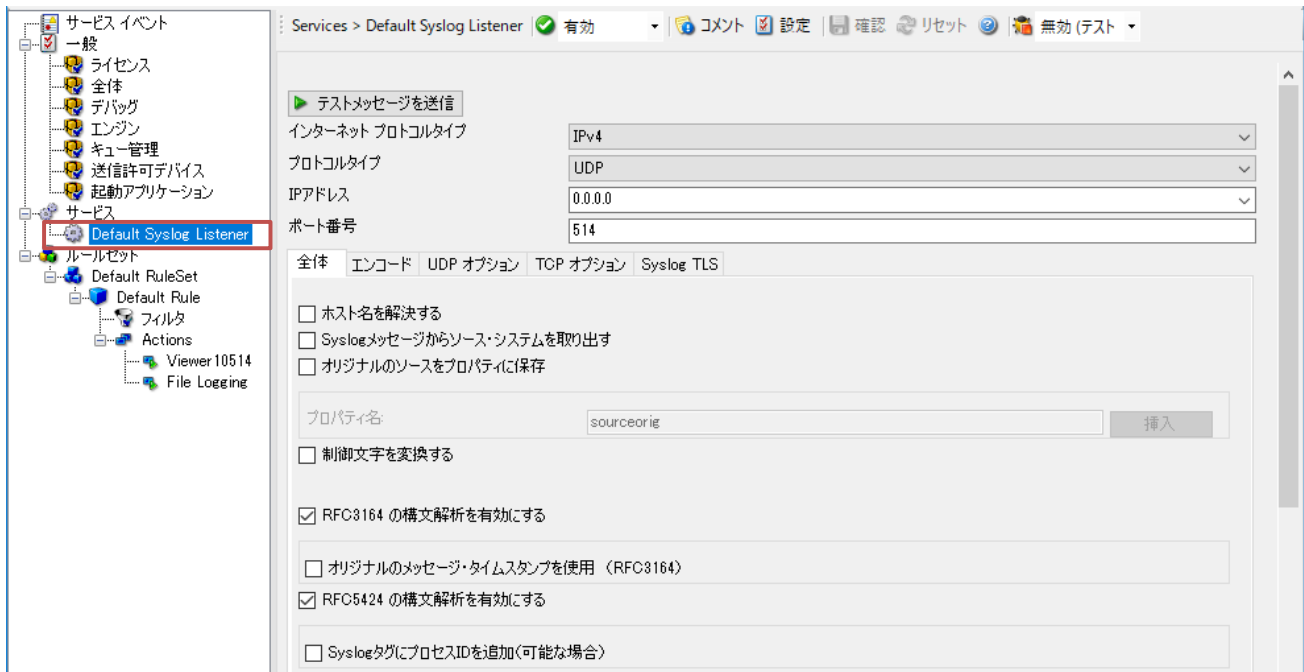 サービス イベント
一般
ライセンス
全体
デバッグ
エンジン
キュー管理
送信許可デバイス
起動アプリケーション
サービス
Default Syslog Listener
ルールセット
Default RuleSet
Default Rule
フィルタ
Actions
Viewer10514
File Logging
Services > Default Syslog Listener 有効 コメント 設定 確認 リセット 無効 (テスト
テストメッセージを送信
インターネット プロトコルタイプ IPv4
プロトコルタイプ UDP
IPアドレス 0.0.0.0
ポート番号 514
全体 エンコード UDP オプション TCP オプション Syslog TLS
ホスト名を解決する
Syslogメッセージからソース・システムを取り出す
オリジナルのソースをプロパティに保存
プロパティ名: sourceorig 挿入
制御文字を変換する
RFC3164 の構文解析を有効にする
オリジナルのメッセージ・タイムスタンプを使用 （RFC3164）
RFC5424 の構文解析を有効にする
SyslogタグにプロセスIDを追加(可能な場合)